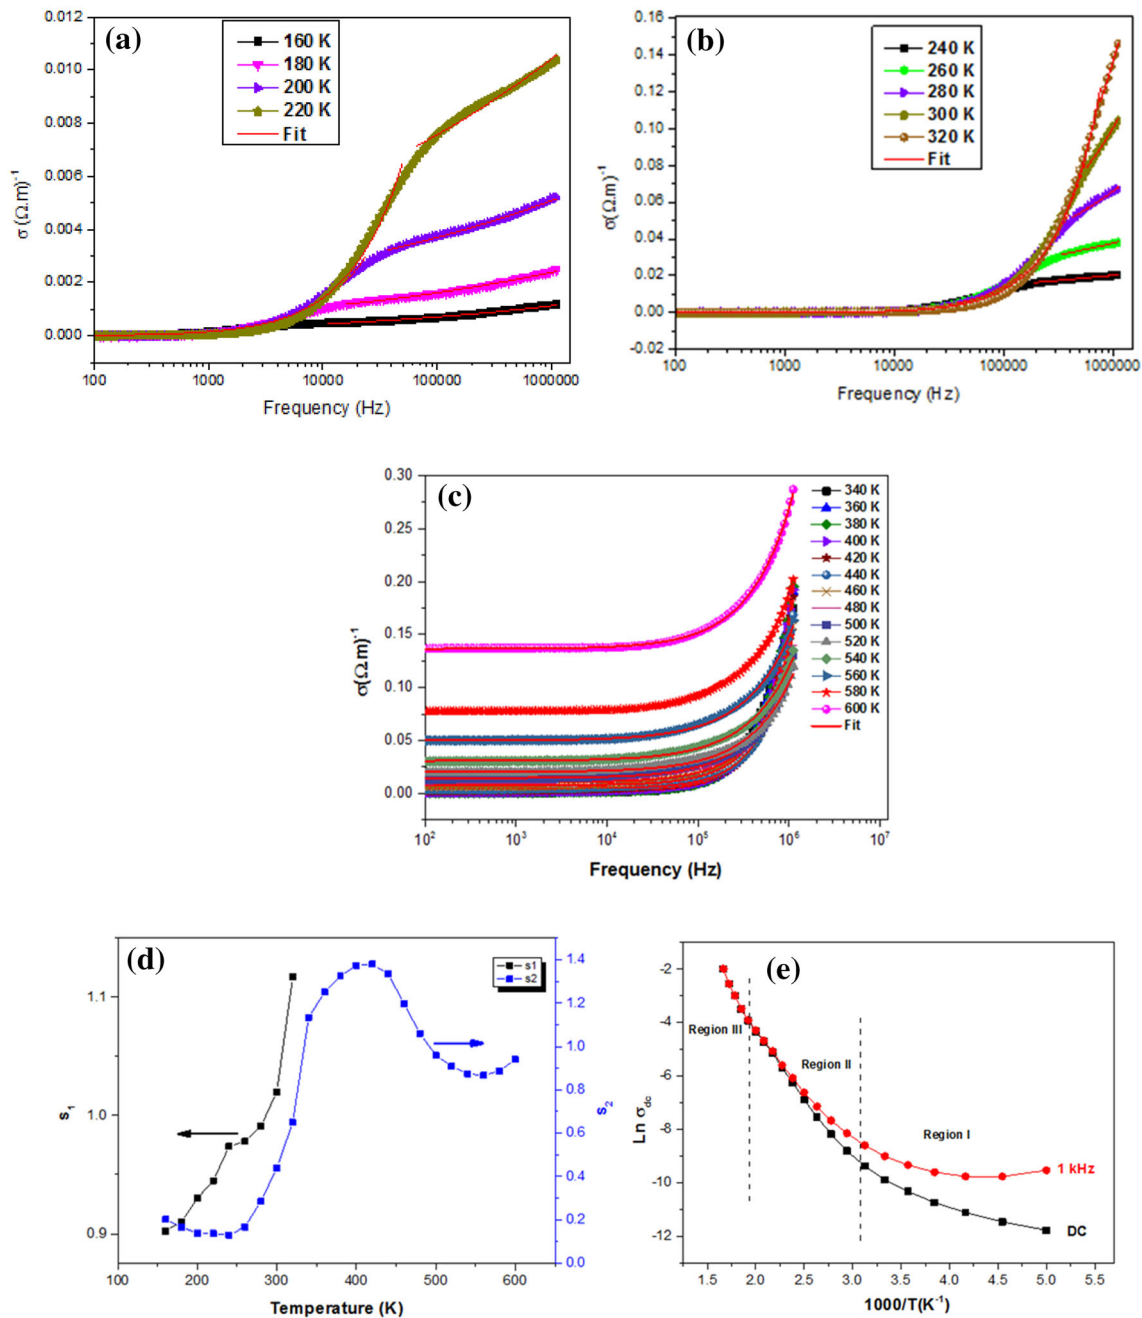 (a)
0.012
0.010
0.008
0.006
0.004
0.002
0.000
σ (Ω.m)⁻¹
160 K
180 K
200 K
220 K
Fit
100 1000 10000 100000 1000000
Frequency (Hz)
(b)
0.16
0.14
0.12
0.10
0.08
0.06
0.04
0.02
0.00
-0.02
σ(Ω.m)⁻¹
240 K
260 K
280 K
300 K
320 K
Fit
100 1000 10000 100000 1000000
Frequency (Hz)
(c)
0.30
0.25
0.20
0.15
0.10
0.05
0.00
σ(Ω.m)⁻¹
340 K
360 K
380 K
400 K
420 K
440 K
460 K
480 K
500 K
520 K
540 K
560 K
580 K
600 K
Fit
10² 10³ 10⁴ 10⁵ 10⁶ 10⁷
Frequency (Hz)
(d)
s1
s2
1.1
1.0
0.9
s₁
1.4
1.2
1.0
0.8
0.6
0.4
0.2
0.0
s₂
100 200 300 400 500 600
Temperature (K)
(e)
-2
-4
-6
-8
-10
-12
Ln σdc
Region III
Region II
Region I
1 kHz
DC
1.5 2.0 2.5 3.0 3.5 4.0 4.5 5.0 5.5
1000/T(K⁻¹)